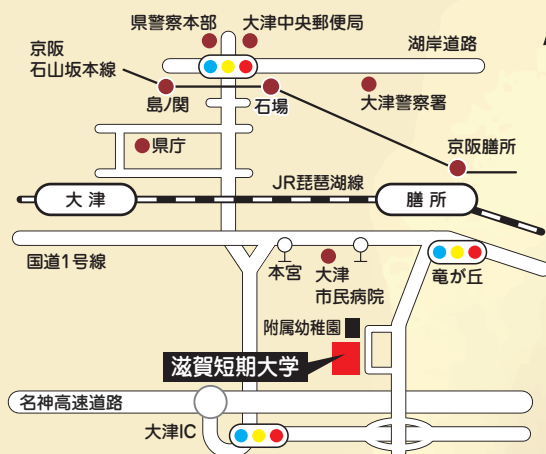 県警察本部
大津中央郵便局
京阪
石山坂本線
湖岸道路
島ノ関
石場
大津警察署
県庁
京阪膳所
JR琵琶湖線
大津
膳所
国道1号線
本宮
大津
市民病院
竜が丘
附属幼稚園
滋賀短期大学
名神高速道路
大津IC